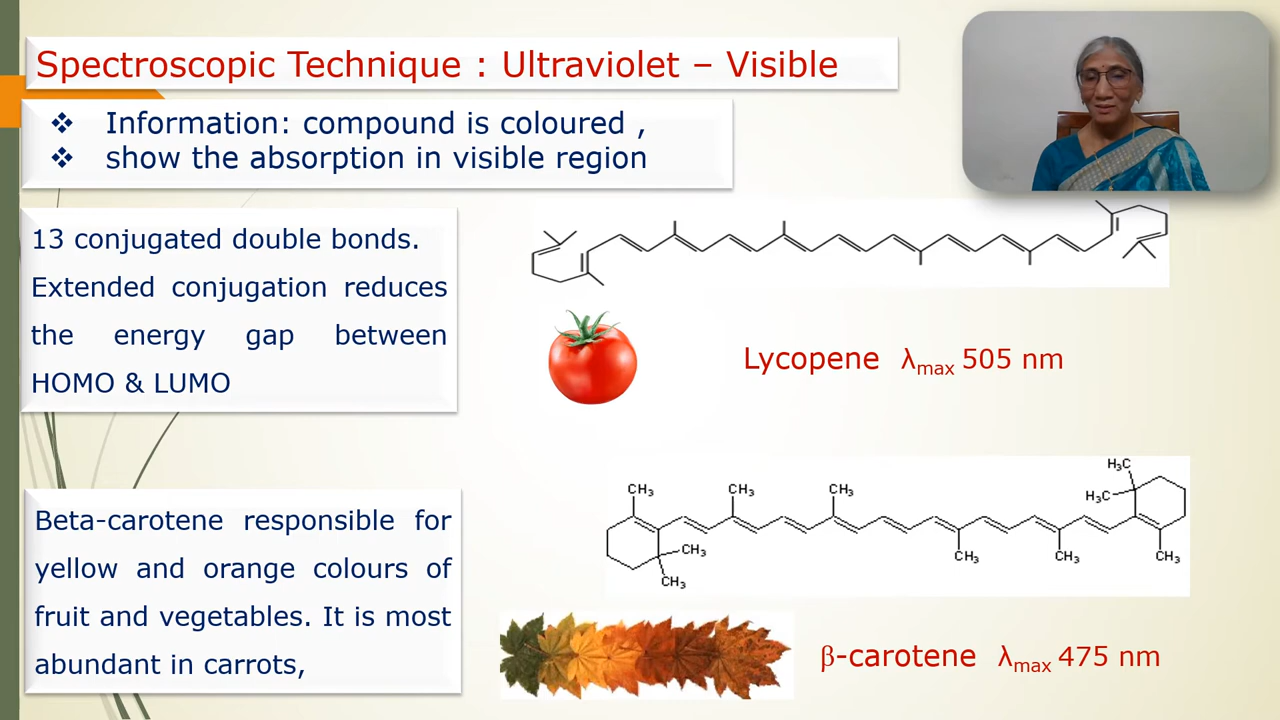 Spectroscopic Technique : Ultraviolet – Visible
❖ Information: compound is coloured ,
❖ show the absorption in visible region
13 conjugated double bonds.
Extended conjugation reduces
the energy gap between
HOMO & LUMO
Lycopene λmax 505 nm
H₃C
H₃C
CH₃ CH₃ CH₃
CH₃
CH₃
CH₃ CH₃ CH₃
Beta-carotene responsible for
yellow and orange colours of
fruit and vegetables. It is most
abundant in carrots,
β-carotene λmax 475 nm